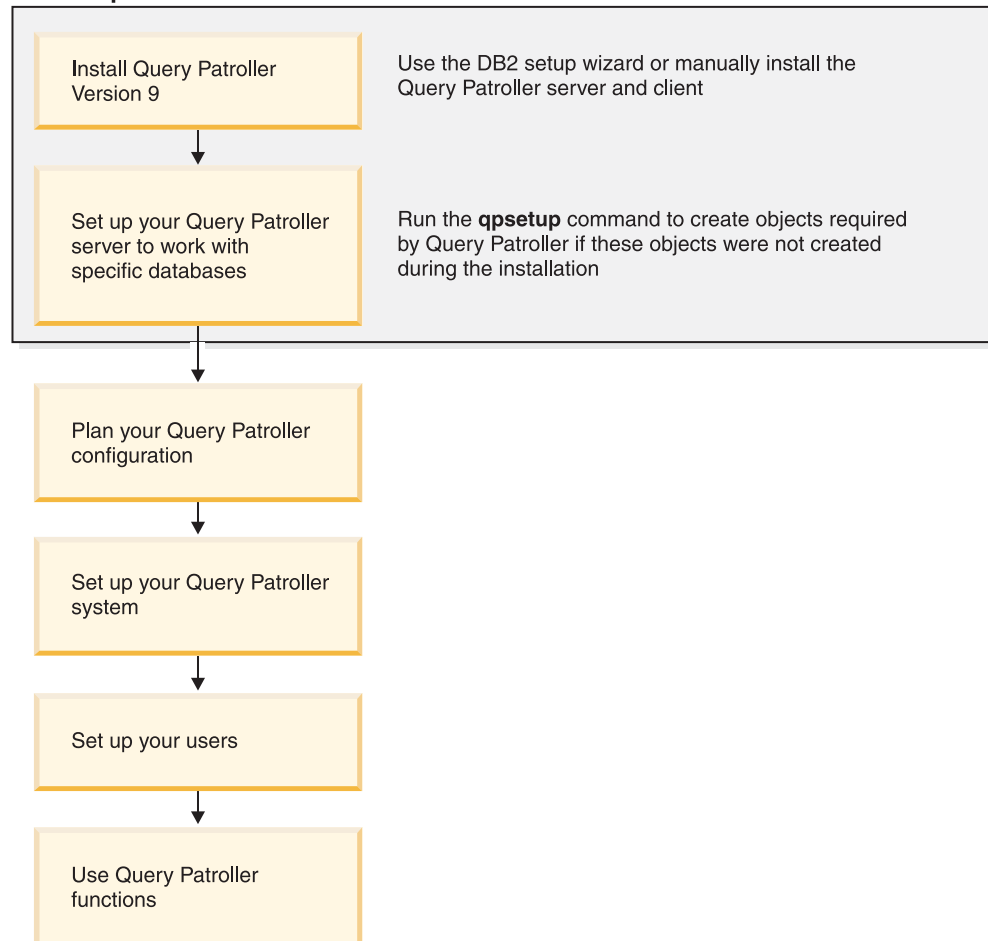 Install Query Patroller
Version 9
Use the DB2 setup wizard or manually install the
Query Patroller server and client
Set up your Query Patroller
server to work with
specific databases
Run the qpsetup command to create objects required
by Query Patroller if these objects were not created
during the installation
Plan your Query Patroller
configuration
Set up your Query Patroller
system
Set up your users
Use Query Patroller
functions